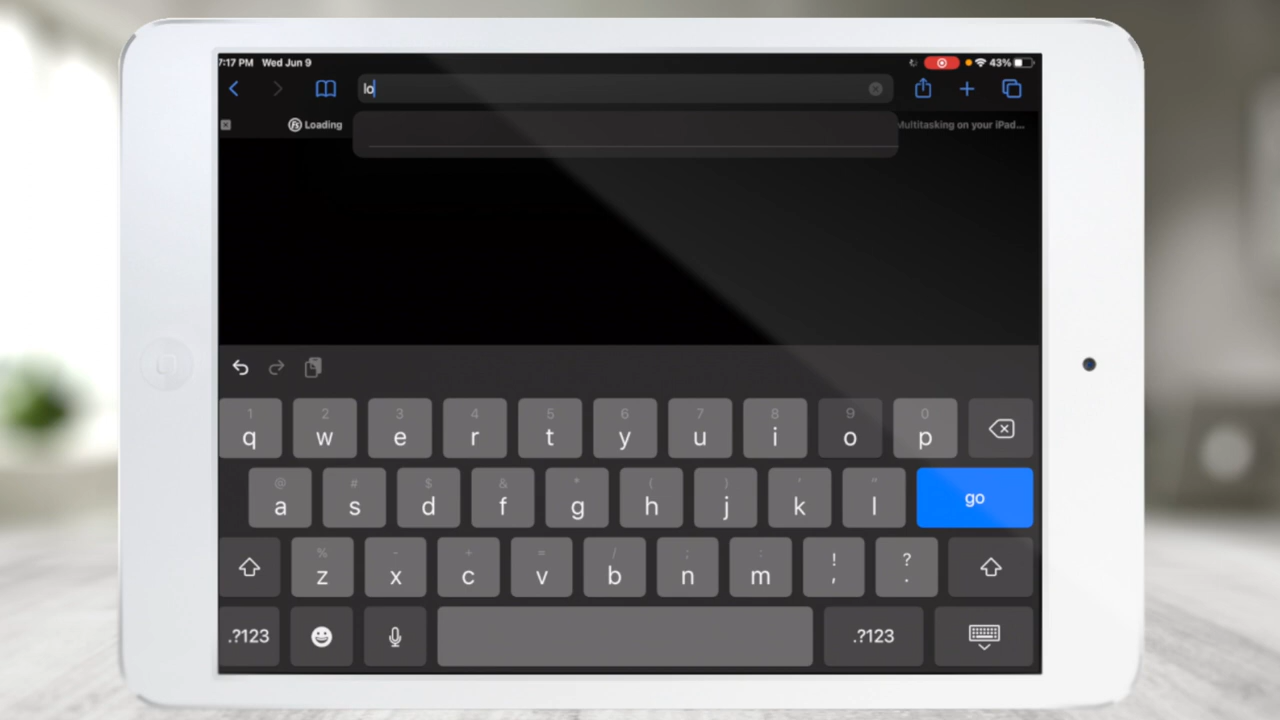 7:17 PM Wed Jun 9 43%
lo
Loading Multitasking on your iPad...
1 2 3 4 5 6 7 8 9 0
q w e r t y u i o p
@ # $ & * ( ) ' "
a s d f g h j k l go
% - + = / ; : ! ?
z x c v b n m , .
.?123 .?123